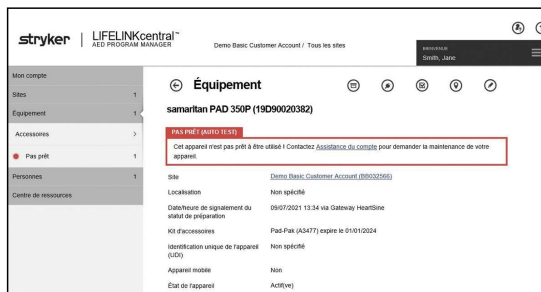 stryker
LIFELINKcentral™
AED PROGRAM MANAGER
Demo Basic Customer Account / Tous les sites
BIENVENUE
Smith, Jane
Mon compte
Sites 1
Équipement 1
Accessoires
Pas prêt 1
Personnes 1
Centre de ressources
Équipement
samaritan PAD 350P (19D90020382)
PAS PRÊT (AUTO TEST)
Cet appareil n'est pas prêt à être utilisé ! Contactez Assistance du compte pour demander la maintenance de votre
appareil.
Site Demo Basic Customer Account (BB032566)
Localisation Non spécifié
Date/heure de signalement du 09/07/2021 13:34 via Gateway HeartSine
statut de préparation
Kit d'accessoires Pad-Pak (A3477) expire le 01/01/2024
Identification unique de l'appareil Non spécifié
(UDI)
Appareil mobile Non
État de l'appareil Actif(ve)